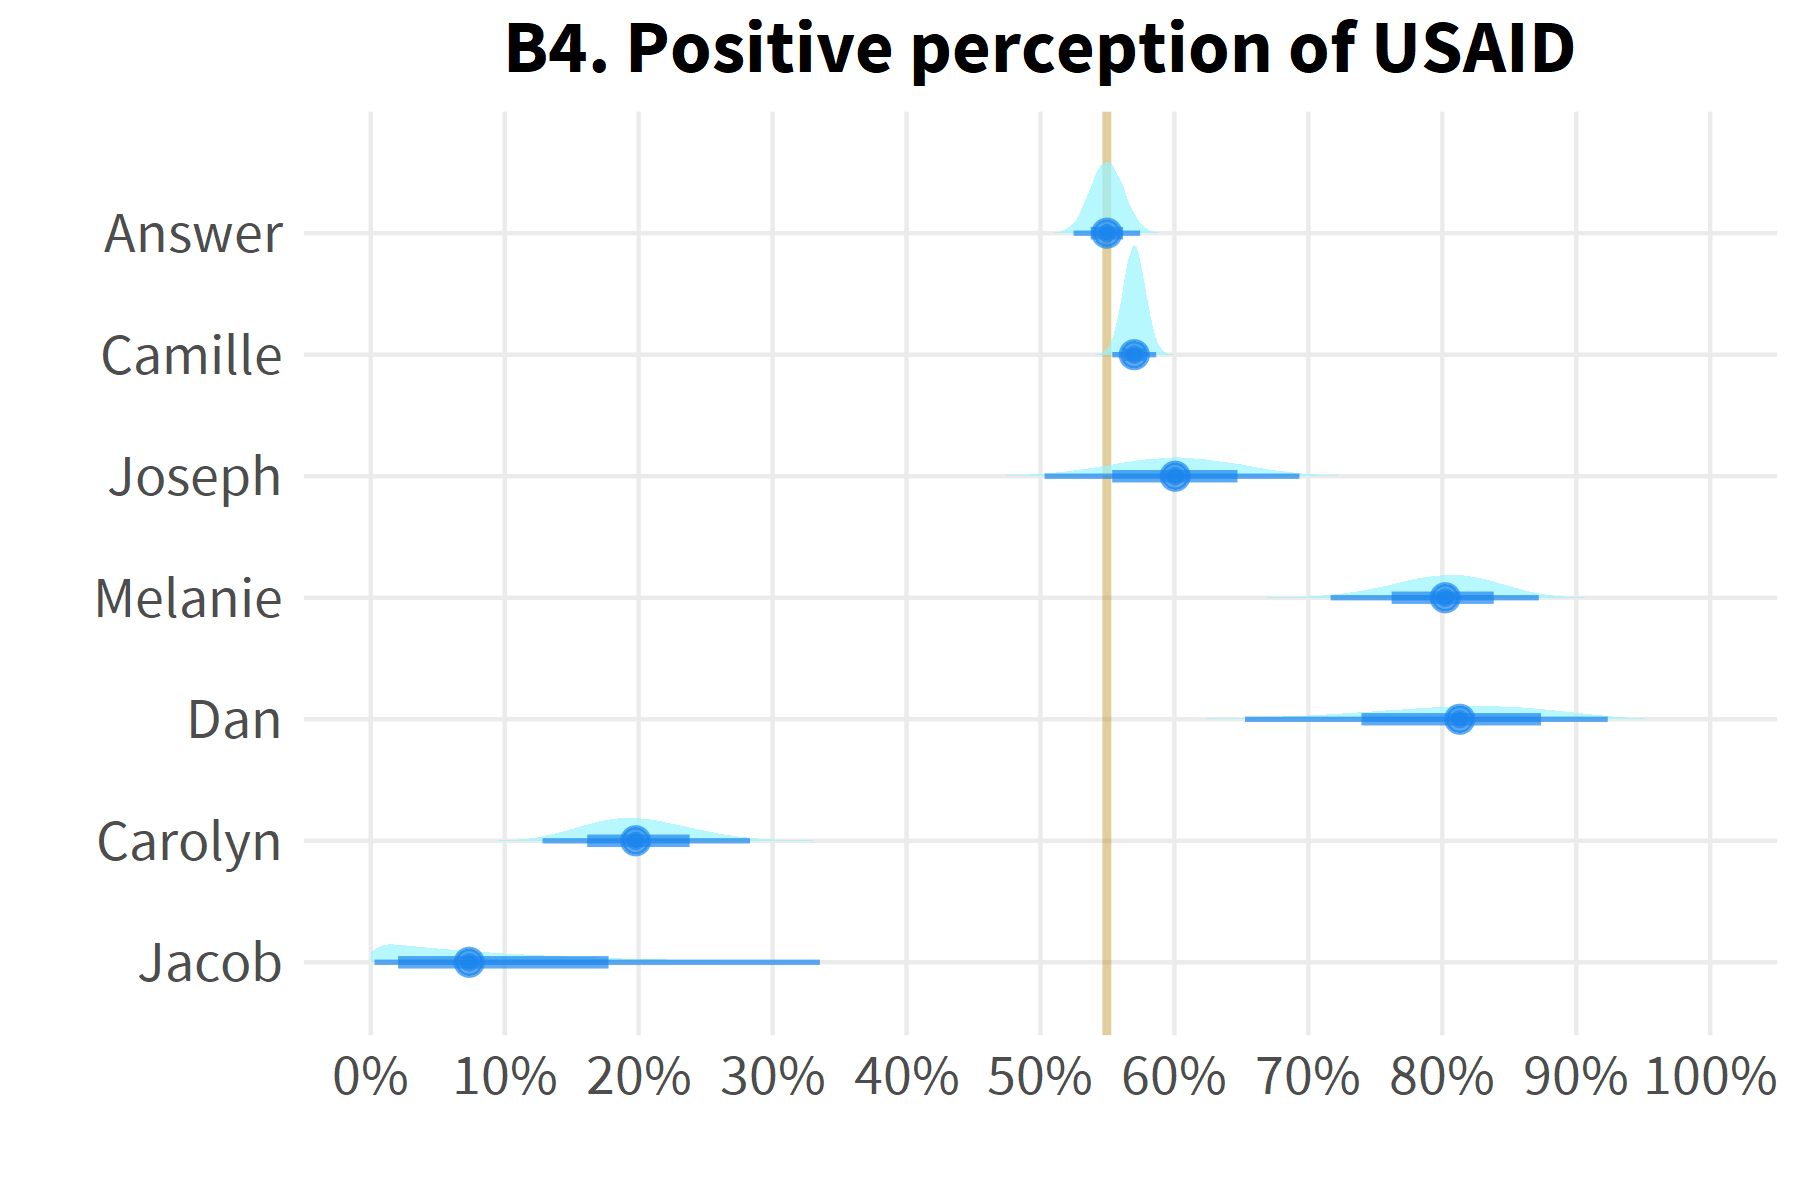 B4. Positive perception of USAID
Answer
Camille
Joseph
Melanie
Dan
Carolyn
Jacob
0% 10% 20% 30% 40% 50% 60% 70% 80% 90% 100%